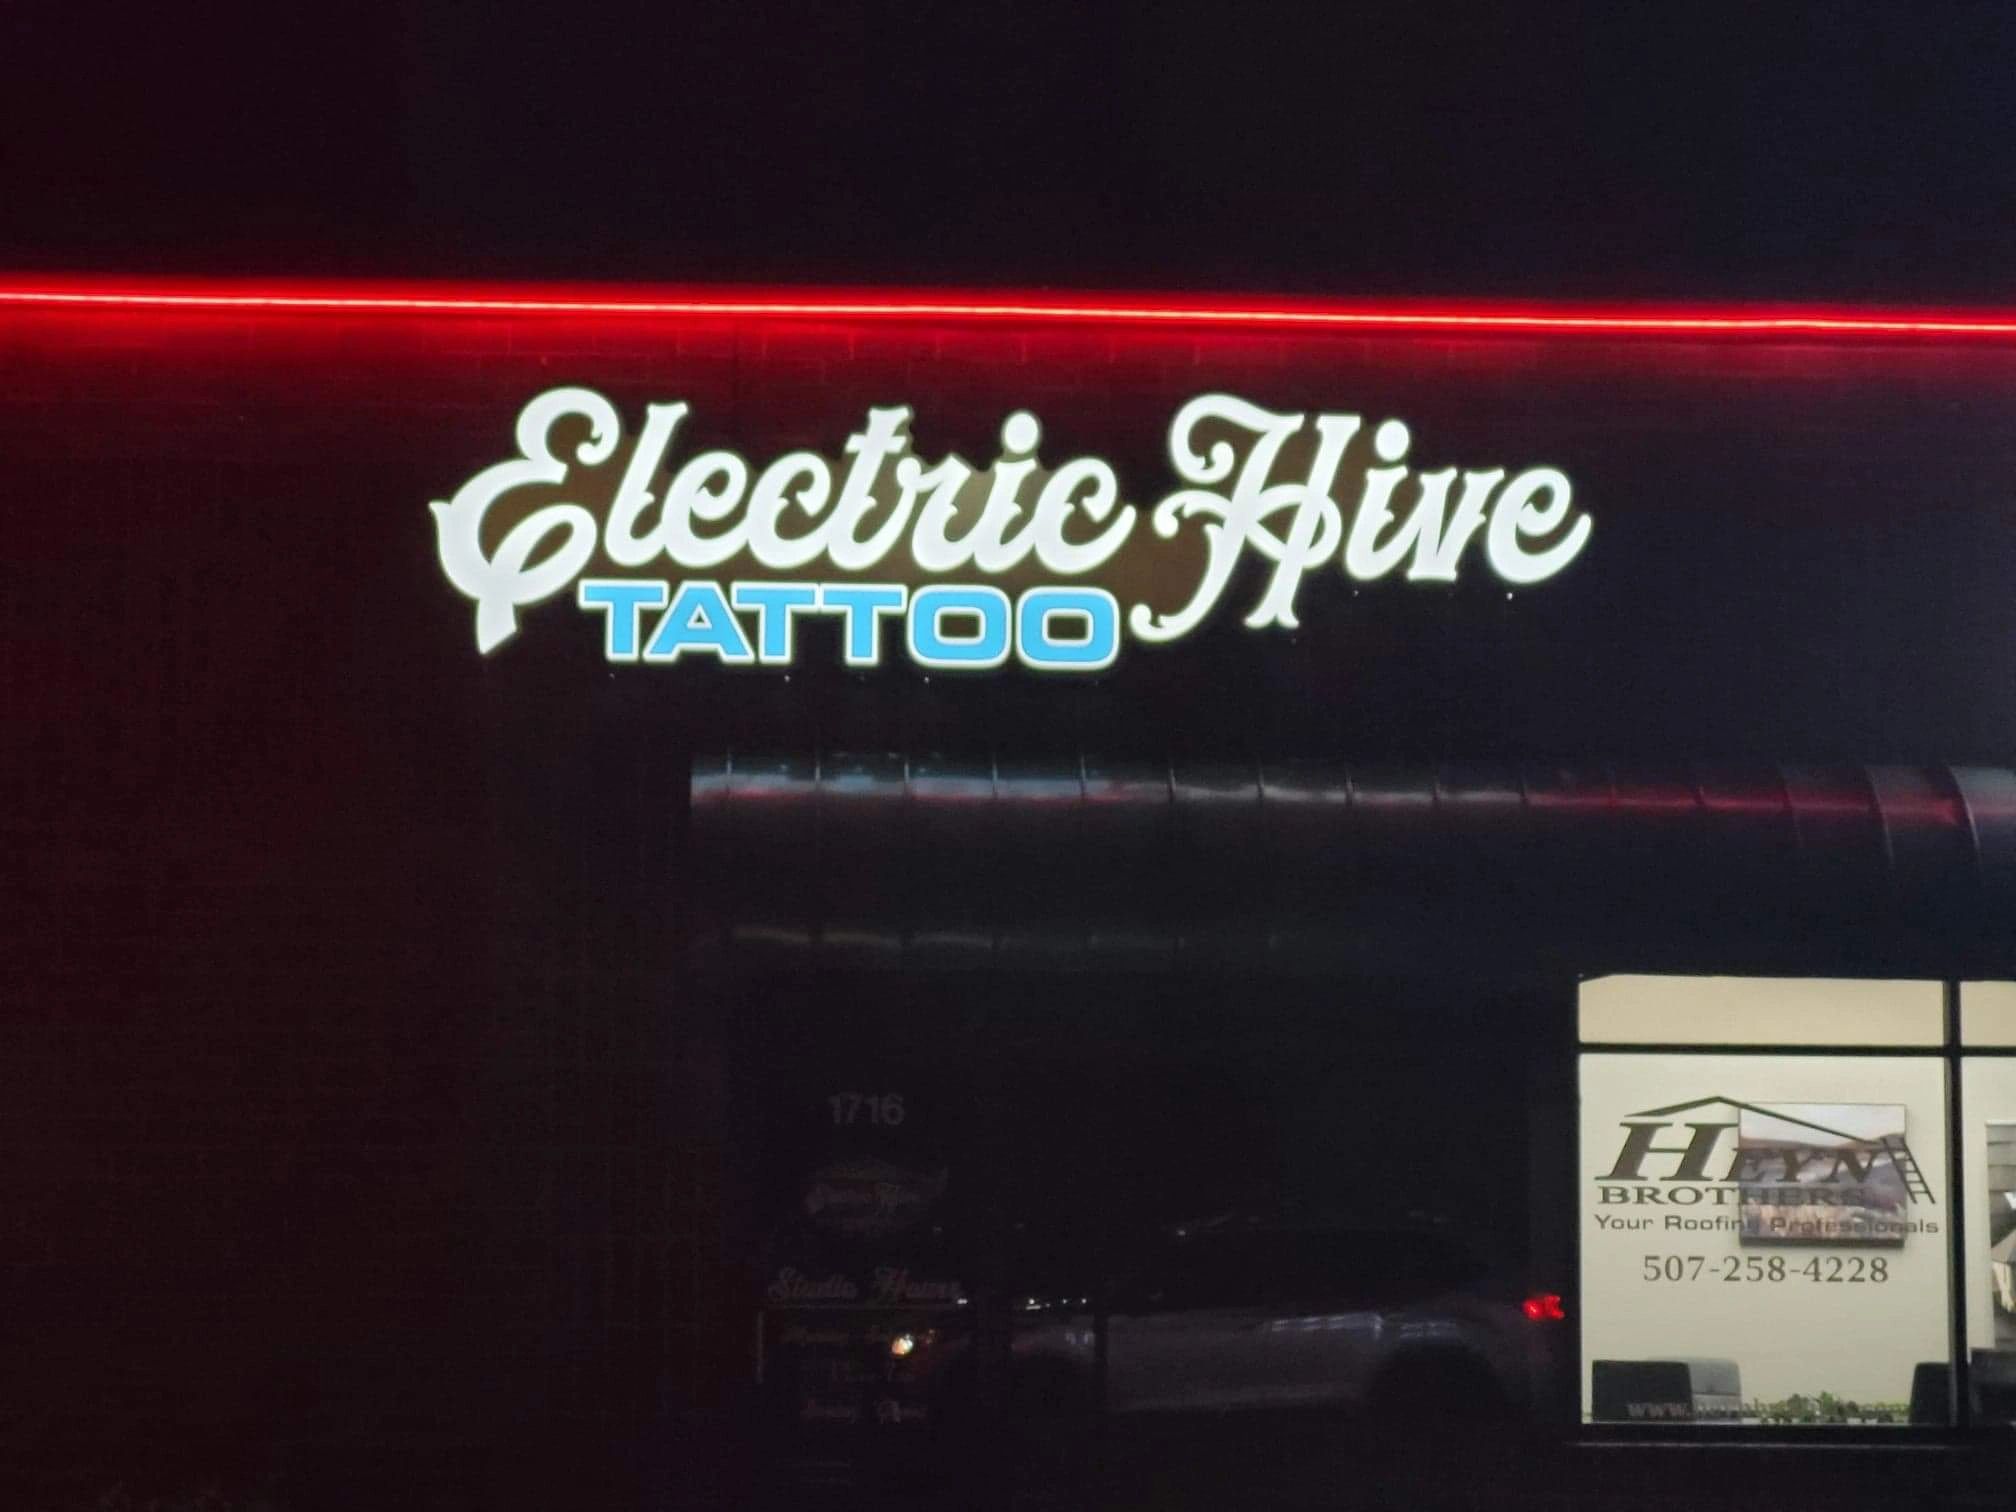 Electric Hive
TATTOO
1716
Studio Hours
HEYN
BROTHERS
Your Roofing Professionals
507-258-4228